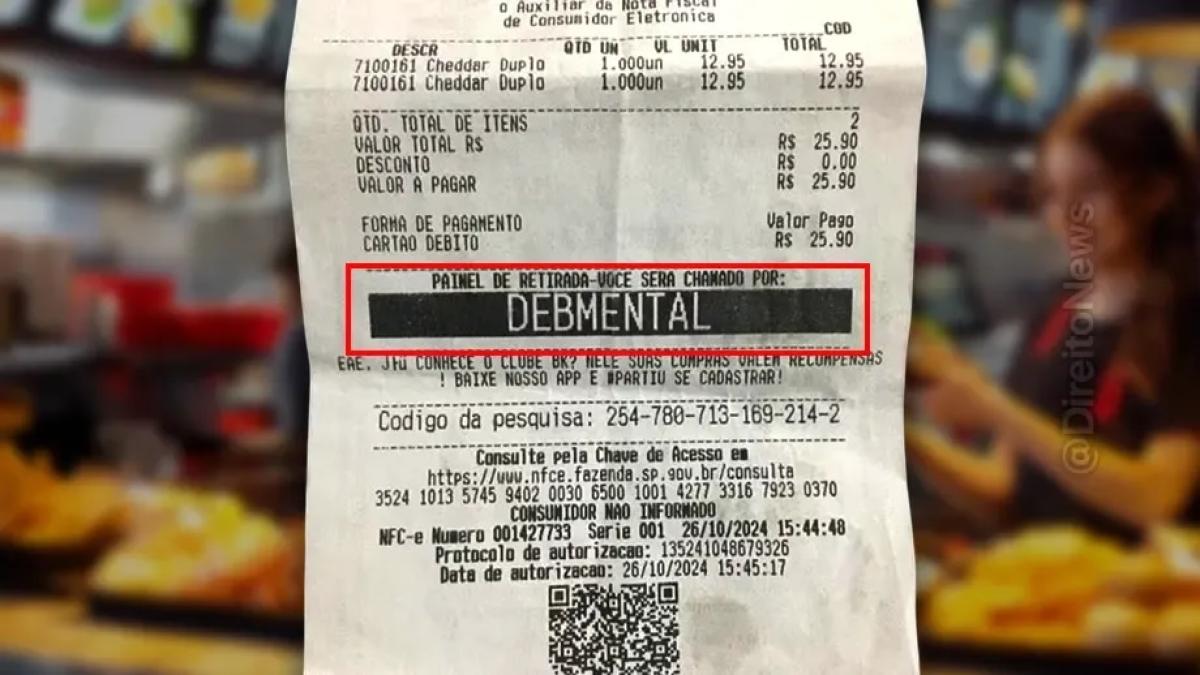 o Auxiliar da Nota Fiscal
de Consumidor Eletronica
COD
DESCR QTD UN VL UNIT TOTAL
7100161 Cheddar Duplo 1.000un 12.95 12.95
7100161 Cheddar Duplo 1.000un 12.95 12.95
QTD. TOTAL DE ITENS 2
VALOR TOTAL R$ R$ 25.90
DESCONTO R$ 0.00
VALOR A PAGAR R$ 25.90
FORMA DE PAGAMENTO Valor Pago
CARTAO DEBITO R$ 25.90
PAINEL DE RETIRADA-VOCE SERA CHAMADO POR:
DEBMENTAL
EAE, CONHECE O CLUBE BK? NELE SUAS COMPRAS VALEM RECOMPENSAS
! BAIXE NOSSO APP E #PARTIU SE CADASTRAR!
Codigo da pesquisa: 254-780-713-169-214-2
Consulte pela Chave de Acesso em
https://www.nfce.fazenda.sp.gov.br/consulta
3524 1013 5745 9402 0030 6500 1001 4277 3316 7923 0370
CONSUMIDOR NAO INFORMADO
NFC-e Numero 001427733 Serie 001 26/10/2024 15:44:48
Protocolo de autorizacao: 135241048679326
Data de autorizacao: 26/10/2024 15:45:17
@DireitoNews